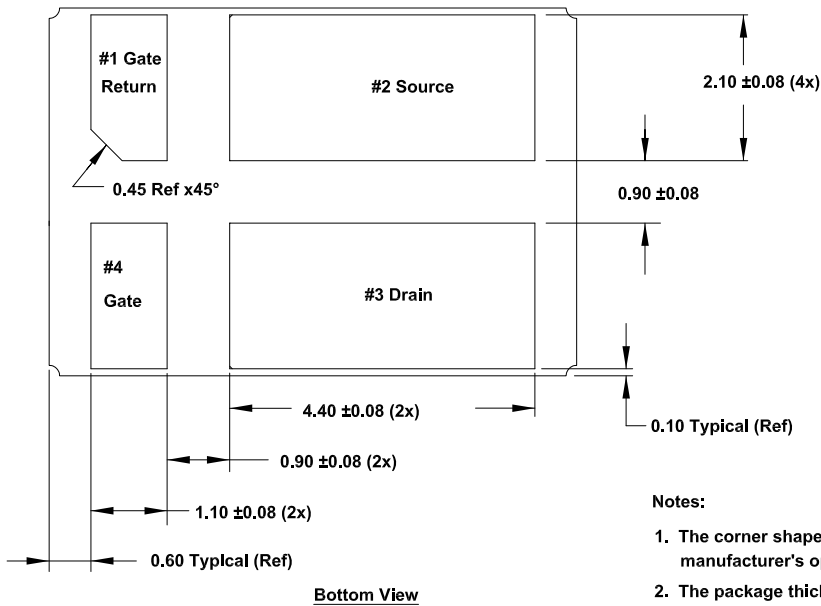 #1 Gate
Return
#2 Source
2.10 ±0.08 (4x)
0.45 Ref x45°
0.90 ±0.08
#4
Gate
#3 Drain
4.40 ±0.08 (2x)
0.10 Typical (Ref)
0.90 ±0.08 (2x)
1.10 ±0.08 (2x)
0.60 Typical (Ref)
Bottom View
Notes:
1. The corner shape
manufacturer's
2. The package